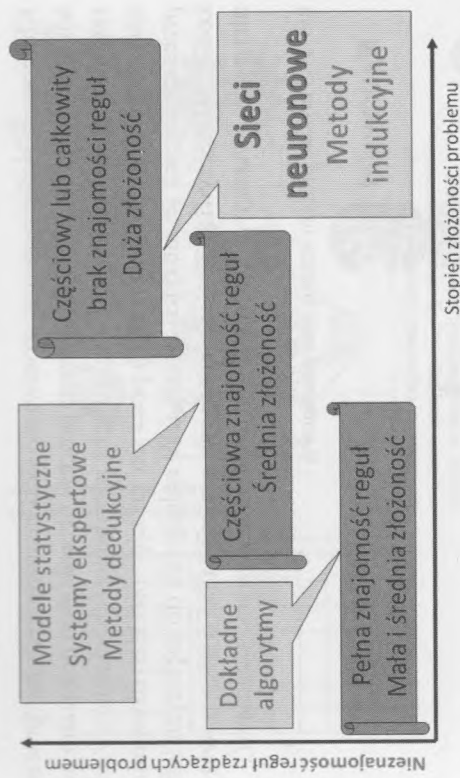 Nieznajomość reguł rządzących problemem
Modele statystyczne
Systemy ekspertowe
Metody dedukcyjne
Częściowy lub całkowity
brak znajomości reguł
Duża złożoność
Dokładne
algorytmy
Częściowa znajomość reguł
Średnia złożoność
Sieci
neuronowe
Metody
indukcyjne
Pełna znajomość reguł
Mała i średnia złożoność
Stopień złożoności problemu